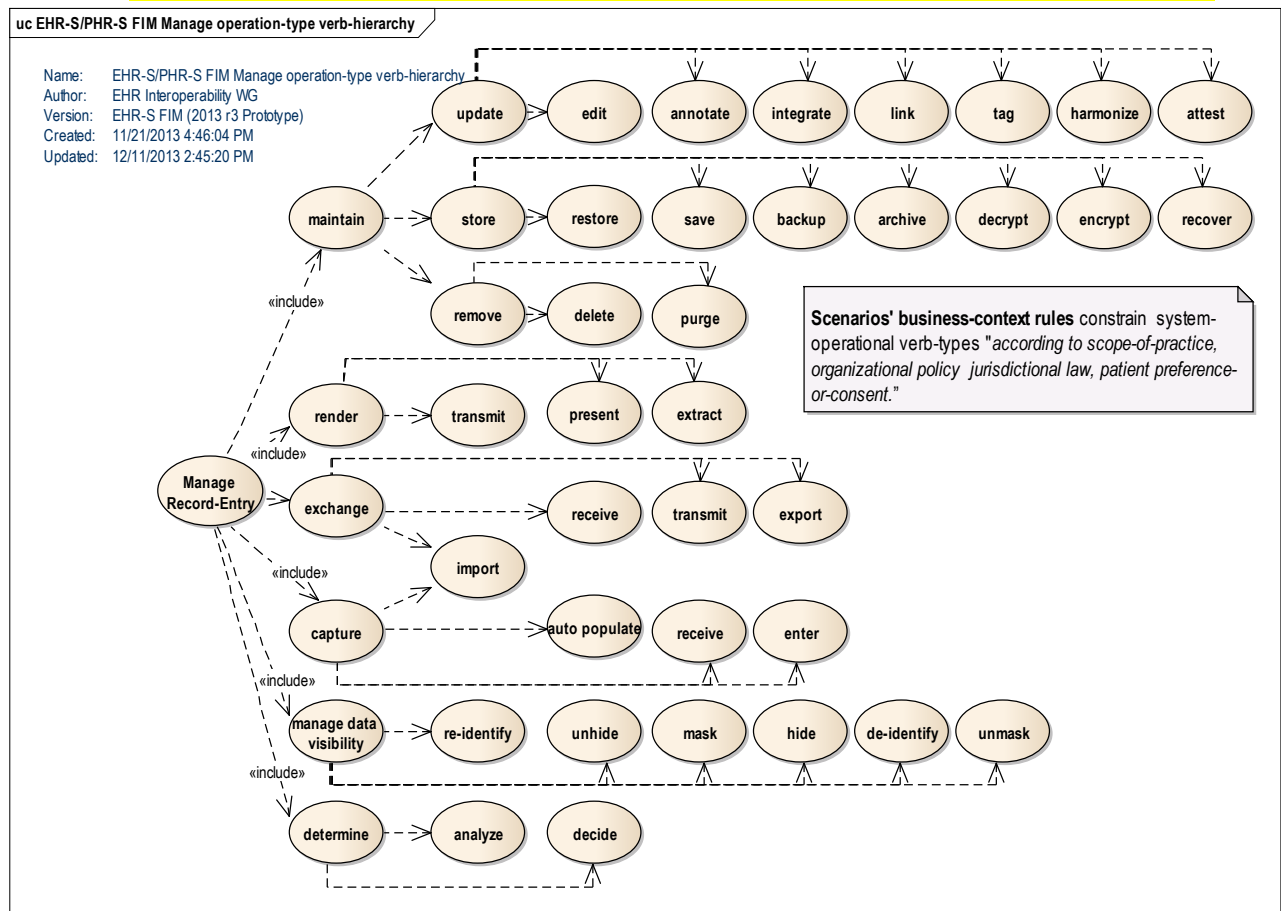 uc EHR-S/PHR-S FIM Manage operation-type verb-hierarchy
Name: EHR-S/PHR-S FIM Manage operation-type verb-hierarchy
Author: EHR Interoperability WG
Version: EHR-S FIM (2013 r3 Prototype)
Created: 11/21/2013 4:46:04 PM
Updated: 12/11/2013 2:45:20 PM
update edit annotate integrate link tag harmonize attest
maintain store restore save backup archive decrypt encrypt recover
«include»
remove delete purge
Scenarios' business-context rules constrain system-
operational verb-types "according to scope-of-practice,
organizational policy jurisdictional law, patient preference-
or-consent."
render transmit present extract
«include»
Manage
Record-Entry
exchange receive transmit export
import
«include»
capture auto populate receive enter
«include»
manage data
visibility
re-identify unhide mask hide de-identify unmask
«include»
determine analyze decide